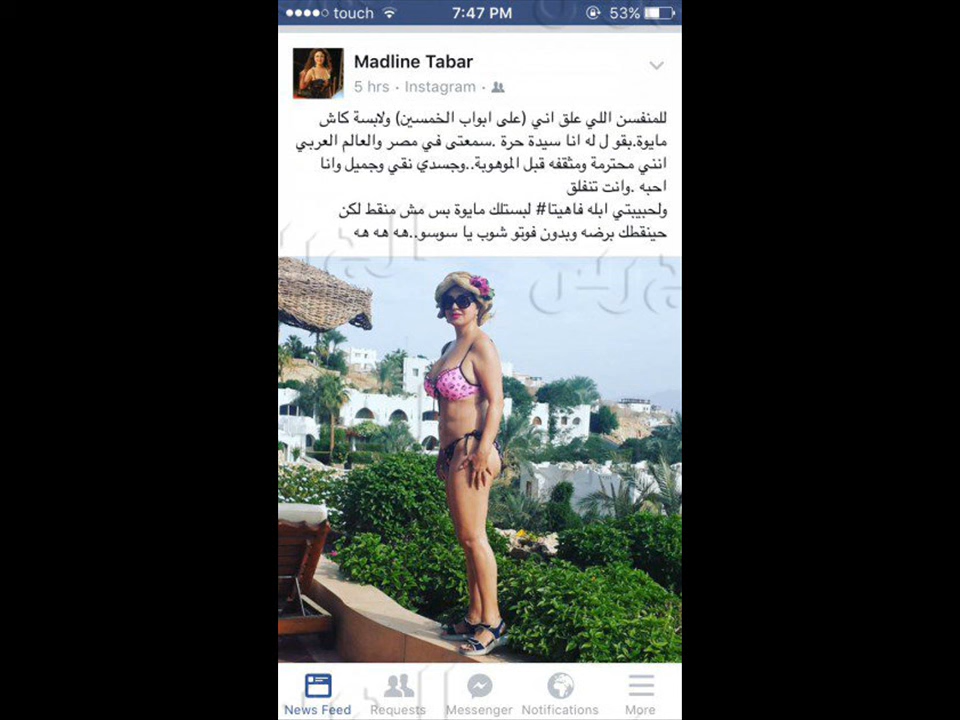 touch 7:47 PM 53%
Madline Tabar
5 hrs · Instagram ·
للمنفسن اللي علق اني (على ابواب الخمسين) ولابسة كاش
مايوة.بقو ل له انا سيدة حرة .سمعتى في مصر والعالم العربي
انني محترمة ومثقفه قبل الموهوبة..وجسدي نقي وجميل وانا
احبه .وانت تنفلق
ولحبيبتي ابله فاهيتا# لبستلك مايوة بس مش منقط لكن
حينقطك برضه وبدون فوتو شوب يا سوسو..هه هه هه
News Feed Requests Messenger Notifications More